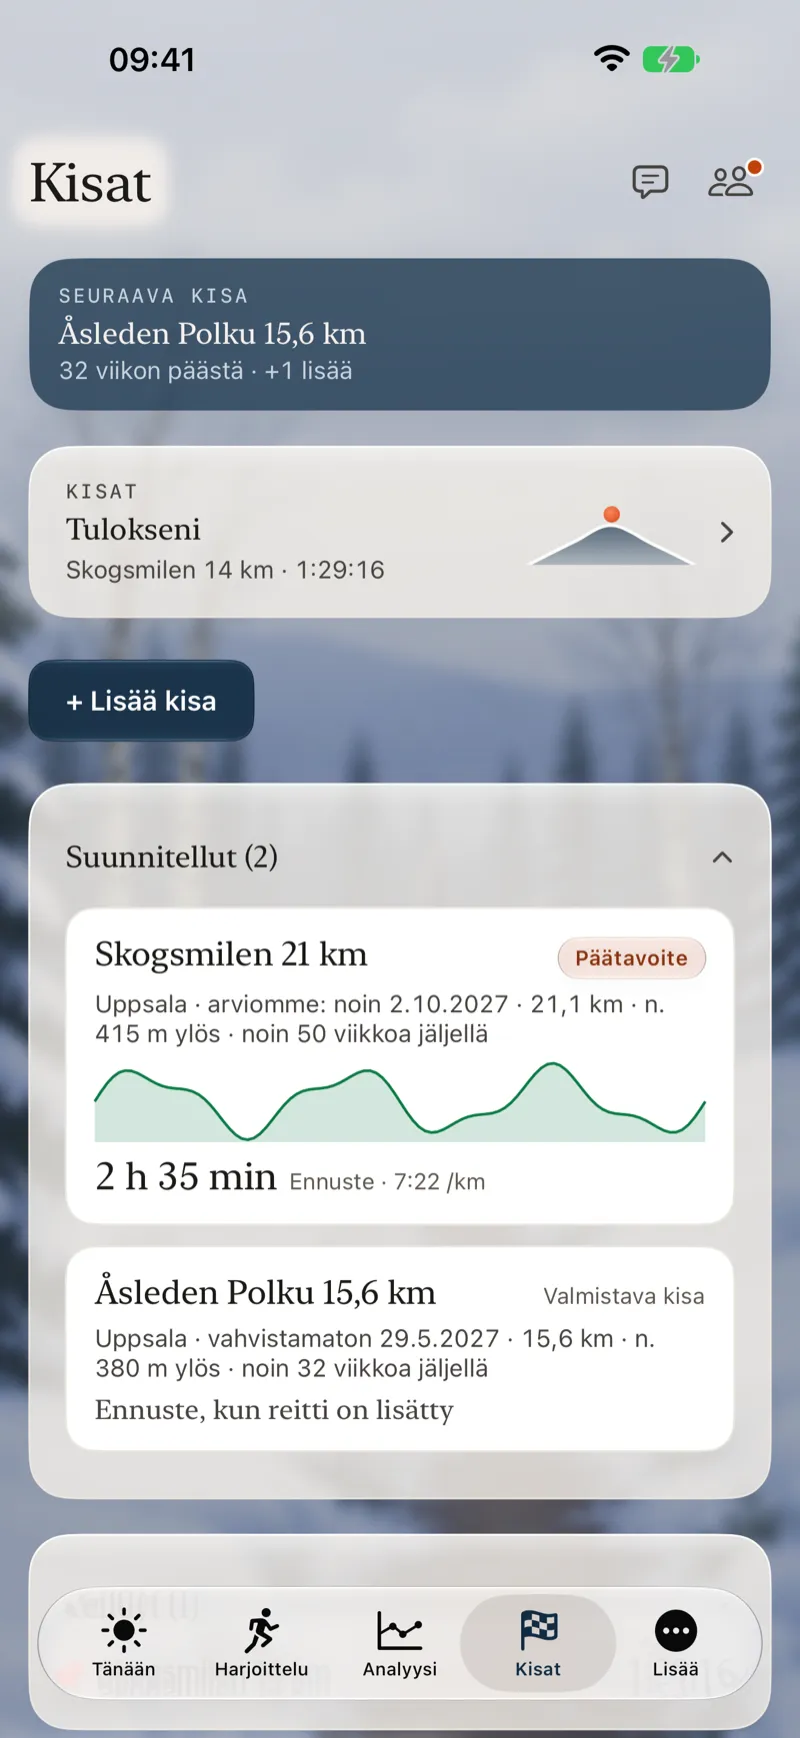 09:41
Kisat
SEURAAVA KISA
Åsleden Polku 15,6 km
32 viikon päästä · +1 lisää
KISAT
Tulokseni
Skogsmilen 14 km · 1:29:16
+ Lisää kisa
Suunnitellut (2)
Skogsmilen 21 km
Päätavoite
Uppsala · arviomme: noin 2.10.2027 · 21,1 km · n.
415 m ylös · noin 50 viikkoa jäljellä
2 h 35 min Ennuste · 7:22 /km
Åsleden Polku 15,6 km
Valmistava kisa
Uppsala · vahvistamaton 29.5.2027 · 15,6 km · n.
380 m ylös · noin 32 viikkoa jäljellä
Ennuste, kun reitti on lisätty
Tänään
Harjoittelu
Analyysi
Kisat
Lisää